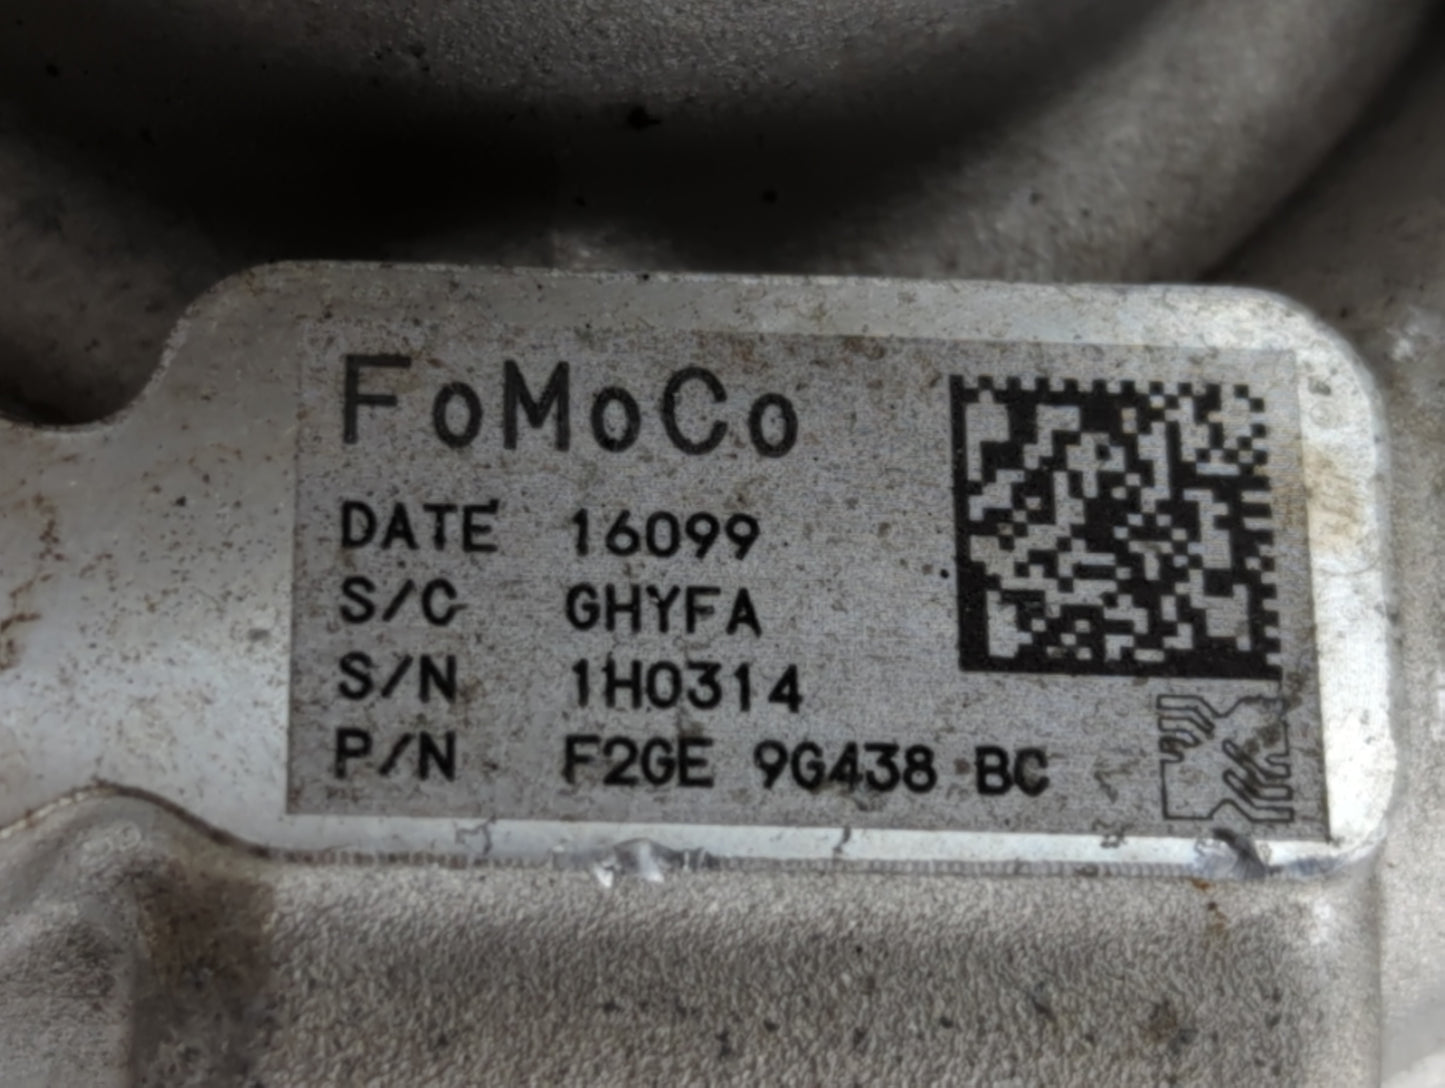 FoMoCo
DATE 16099
S/C GHYFA
S/N 1H0314
P/N F2GE 9G438 BC